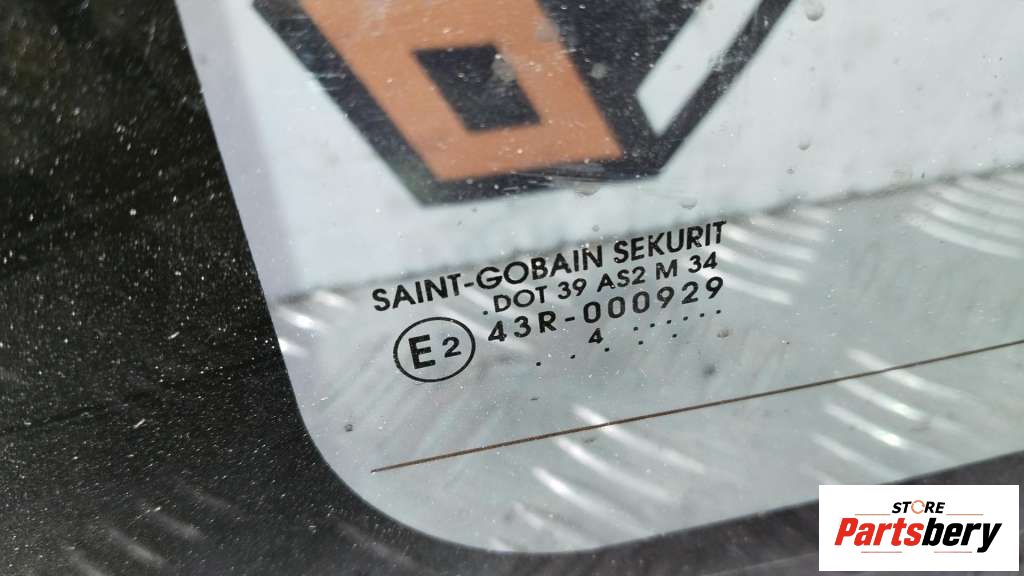 SAINT-GOBAIN SEKURIT
.DOT 39 AS2 M 34
E2 43R-000929
. . 4. . . . . . .
STORE
Partsbery